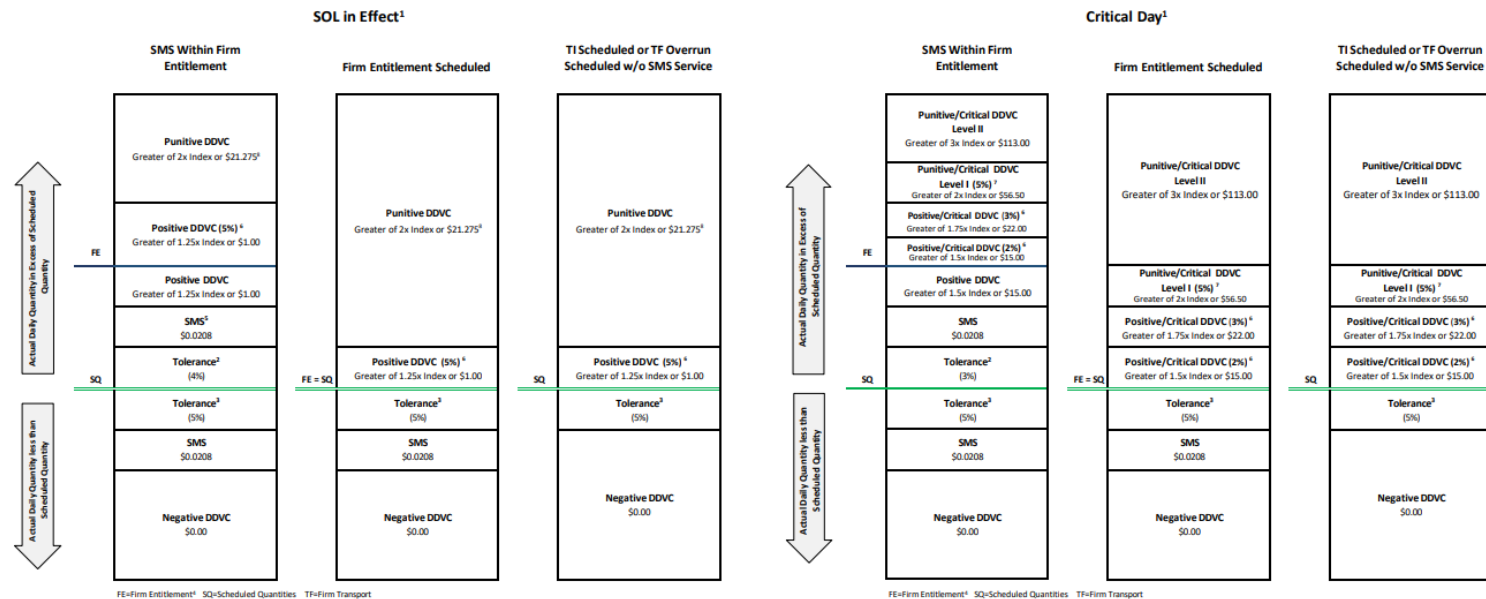 SOL in Effect¹
SMS Within Firm
Entitlement
Firm Entitlement Scheduled
TI Scheduled or TF Overrun
Scheduled w/o SMS Service
Actual Daily Quantity in Excess of Scheduled
Quantity
Actual Daily Quantity less than
Scheduled Quantity
FE
SQ
Punitive DDVC
Greater of 2x Index or $21.275⁸
Positive DDVC (5%) ⁶
Greater of 1.25x Index or $1.00
Positive DDVC
Greater of 1.25x Index or $1.00
SMS⁵
$0.0208
Tolerance²
(4%)
Tolerance³
(5%)
SMS
$0.0208
Negative DDVC
$0.00
FE = SQ
Punitive DDVC
Greater of 2x Index or $21.275⁸
Positive DDVC (5%) ⁶
Greater of 1.25x Index or $1.00
Tolerance³
(5%)
SMS
$0.0208
Negative DDVC
$0.00
SQ
Punitive DDVC
Greater of 2x Index or $21.275⁸
Positive DDVC (5%) ⁶
Greater of 1.25x Index or $1.00
Tolerance³
(5%)
Negative DDVC
$0.00
FE=Firm Entitlement⁴ SQ=Scheduled Quantities TF=Firm Transport
Critical Day¹
SMS Within Firm
Entitlement
Firm Entitlement Scheduled
TI Scheduled or TF Overrun
Scheduled w/o SMS Service
Actual Daily Quantity in Excess of
Scheduled Quantity
Actual Daily Quantity less than
Scheduled Quantity
FE
SQ
Punitive/Critical DDVC
Level II
Greater of 3x Index or $113.00
Punitive/Critical DDVC
Level I (5%) ⁷
Greater of 2x Index or $56.50
Positive/Critical DDVC (3%) ⁶
Greater of 1.75x Index or $22.00
Positive/Critical DDVC (2%) ⁶
Greater of 1.5x Index or $15.00
Positive DDVC
Greater of 1.5x Index or $15.00
SMS
$0.0208
Tolerance²
(3%)
Tolerance³
(5%)
SMS
$0.0208
Negative DDVC
$0.00
FE = SQ
Punitive/Critical DDVC
Level II
Greater of 3x Index or $113.00
Punitive/Critical DDVC
Level I (5%) ⁷
Greater of 2x Index or $56.50
Positive/Critical DDVC (3%) ⁶
Greater of 1.75x Index or $22.00
Positive/Critical DDVC (2%) ⁶
Greater of 1.5x Index or $15.00
Tolerance³
(5%)
SMS
$0.0208
Negative DDVC
$0.00
SQ
Punitive/Critical DDVC
Level II
Greater of 3x Index or $113.00
Punitive/Critical DDVC
Level I (5%) ⁷
Greater of 2x Index or $56.50
Positive/Critical DDVC (3%) ⁶
Greater of 1.75x Index or $22.00
Positive/Critical DDVC (2%) ⁶
Greater of 1.5x Index or $15.00
Tolerance³
(5%)
Negative DDVC
$0.00
FE=Firm Entitlement⁴ SQ=Scheduled Quantities TF=Firm Transport